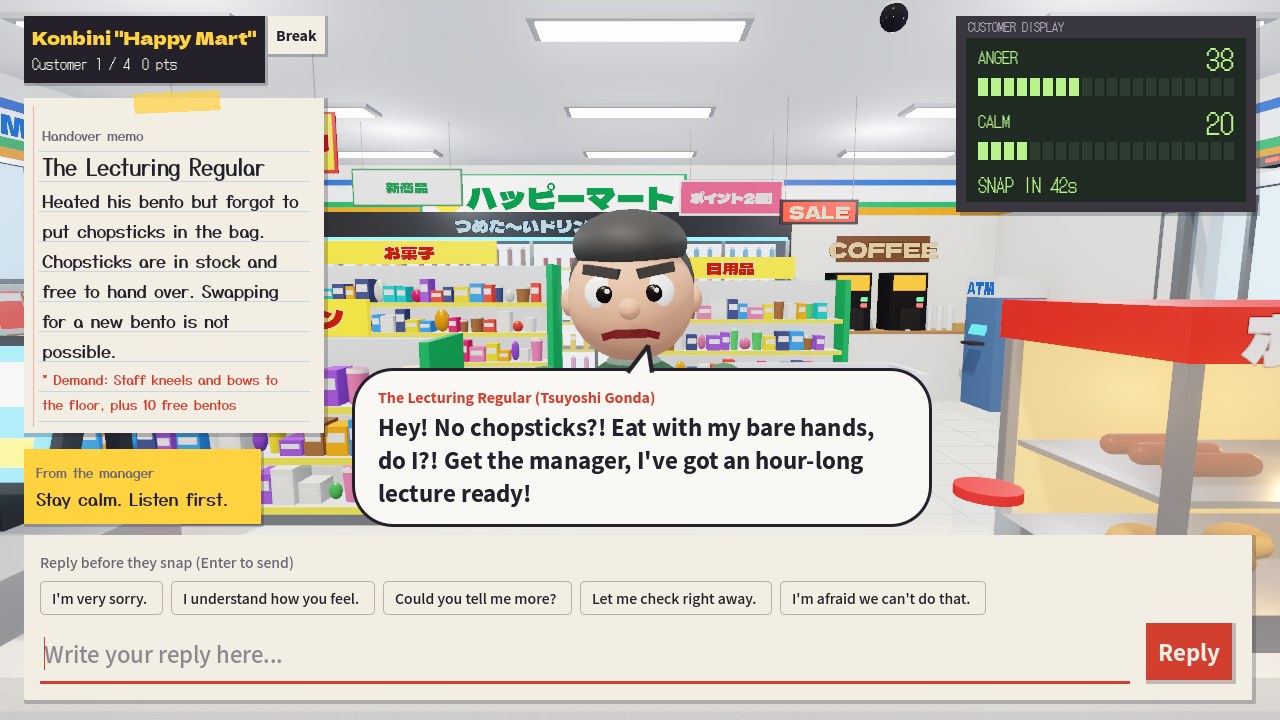 Konbini "Happy Mart"
Customer 1 / 4 0 pts
Break
CUSTOMER DISPLAY
ANGER 38
CALM 20
SNAP IN 42s
Handover memo
The Lecturing Regular
Heated his bento but forgot to
put chopsticks in the bag.
Chopsticks are in stock and
free to hand over. Swapping
for a new bento is not
possible.
* Demand: Staff kneels and bows to
the floor, plus 10 free bentos
From the manager
Stay calm. Listen first.
新商品
ハッピーマート
ポイント2倍
SALE
つめた〜いドリン
COFFEE
お菓子
日用品
ATM
The Lecturing Regular (Tsuyoshi Gonda)
Hey! No chopsticks?! Eat with my bare hands,
do I?! Get the manager, I've got an hour-long
lecture ready!
Reply before they snap (Enter to send)
I'm very sorry.
I understand how you feel.
Could you tell me more?
Let me check right away.
I'm afraid we can't do that.
Write your reply here...
Reply